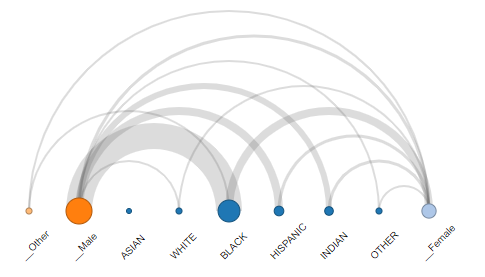 __Other
__Male
ASIAN
WHITE
BLACK
HISPANIC
INDIAN
OTHER
__Female